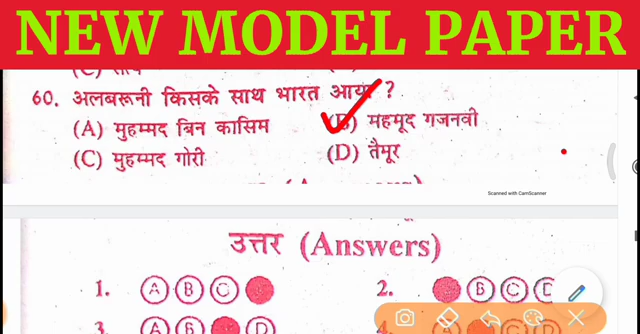 NEW MODEL PAPER
60. अलबरूनी किसके साथ भारत आया ?
(A) मुहम्मद बिन कासिम (B) महमूद गजनवी
(C) मुहम्मद गोरी (D) तैमूर
Scanned with CamScanner
उत्तर (Answers)
1. A B C 2. B C D
3. A B D 4.